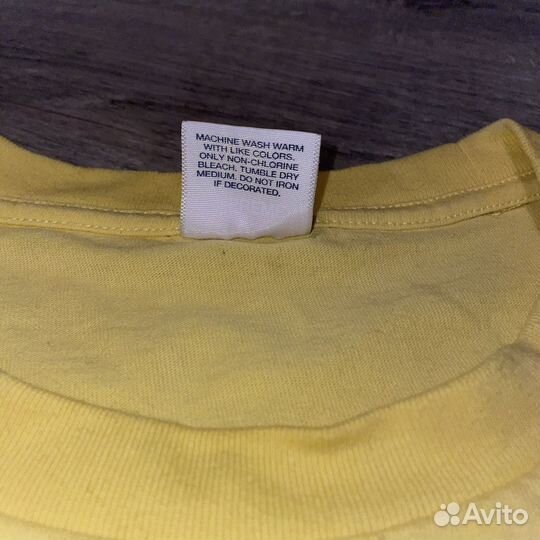 MACHINE WASH WARM
WITH LIKE COLORS.
ONLY NON-CHLORINE
BLEACH. TUMBLE DRY
MEDIUM. DO NOT IRON
IF DECORATED.
Avito